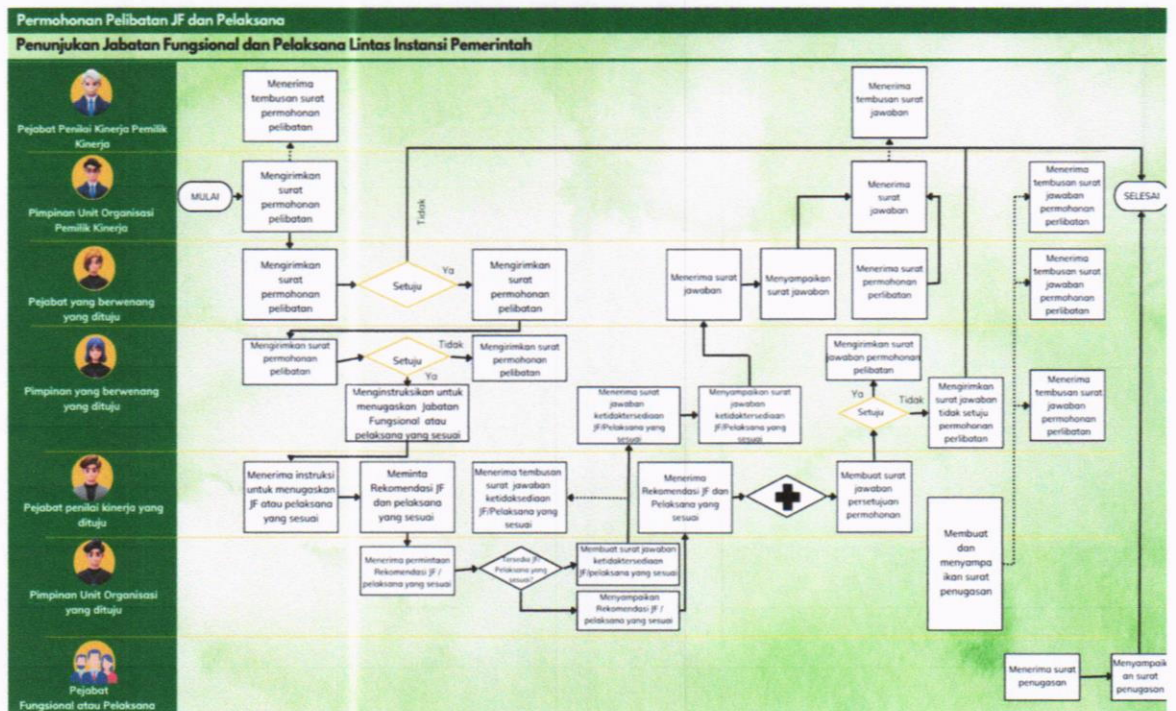 Permohonan Pelibatan JF dan Pelaksana
Penunjukan Jabatan Fungsional dan Pelaksana Lintas Instansi Pemerintah
Pejabat Penilai Kinerja Pemilik
Kinerja
Menerima
tembusan surat
permohonan
pelibatan
Menerima
tembusan surat
jawaban
Pimpinan Unit Organisasi
Pemilik Kinerja
MULAI
Mengirimkan
surat
permohonan
pelibatan
Tidak
Menerima
surat
jawaban
Menerima
tembusan surat
jawaban
permohonan
perlibatan
SELESAI
Pejabat yang berwenang
yang dituju
Mengirimkan
surat
permohonan
pelibatan
Setuju
Ya
Mengirimkan
surat
permohonan
pelibatan
Menerima surat
jawaban
Menyampaikan
surat jawaban
Menerima surat
permohonan
perlibatan
Menerima
tembusan surat
jawaban
permohonan
perlibatan
Pimpinan yang berwenang
yang dituju
Mengirimkan surat
permohonan
pelibatan
Setuju
Tidak
Ya
Mengirimkan surat
permohonan
pelibatan
Menginstruksikan untuk
menugaskan Jabatan
Fungsional atau
pelaksana yang sesuai
Menerima surat
jawaban
ketidaktersediaan
JF/Pelaksana yang
sesuai
Menyampaikan surat
jawaban
ketidaktersediaan
JF/Pelaksana yang
sesuai
Mengirimkan surat
jawaban permohonan
pelibatan
Ya
Setuju
Tidak
Mengirimkan
surat jawaban
tidak setuju
permohonan
perlibatan
Menerima
tembusan surat
jawaban
permohonan
perlibatan
Pejabat penilai kinerja yang
dituju
Menerima instruksi
untuk menugaskan
JF atau pelaksana
yang sesuai
Meminta
Rekomendasi JF
dan pelaksana
yang sesuai
Menerima tembusan
surat jawaban
ketidaksediaan
JF/Pelaksana yang
sesuai
Menerima
Rekomendasi JF dan
Pelaksana yang
sesuai
Membuat surat
jawaban
persetujuan
permohonan
Membuat
dan
menyampa
ikan surat
penugasan
Pimpinan Unit Organisasi
yang dituju
Menerima permintaan
Rekomendasi JF /
pelaksana yang sesuai
Tersedia JF/
Pelaksana yang
sesuai?
Membuat surat jawaban
ketidaktersediaan
JF/pelaksana yang sesuai
Menyampaikan
Rekomendasi JF /
pelaksana yang sesuai
Pejabat
Fungsional atau Pelaksana
Menerima surat
penugasan
Menyampaik
an surat
penugasan